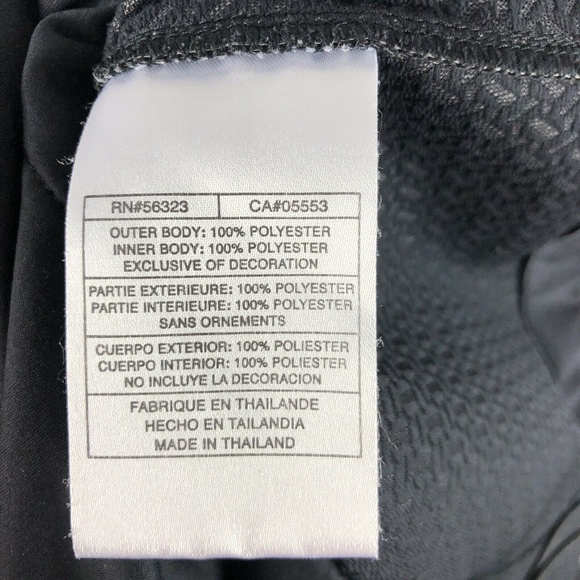 RN#56323 CA#05553
OUTER BODY: 100% POLYESTER
INNER BODY: 100% POLYESTER
EXCLUSIVE OF DECORATION
PARTIE EXTERIEURE: 100% POLYESTER
PARTIE INTERIEURE: 100% POLYESTER
SANS ORNEMENTS
CUERPO EXTERIOR: 100% POLIESTER
CUERPO INTERIOR: 100% POLIESTER
NO INCLUYE LA DECORACION
FABRIQUE EN THAILANDE
HECHO EN TAILANDIA
MADE IN THAILAND